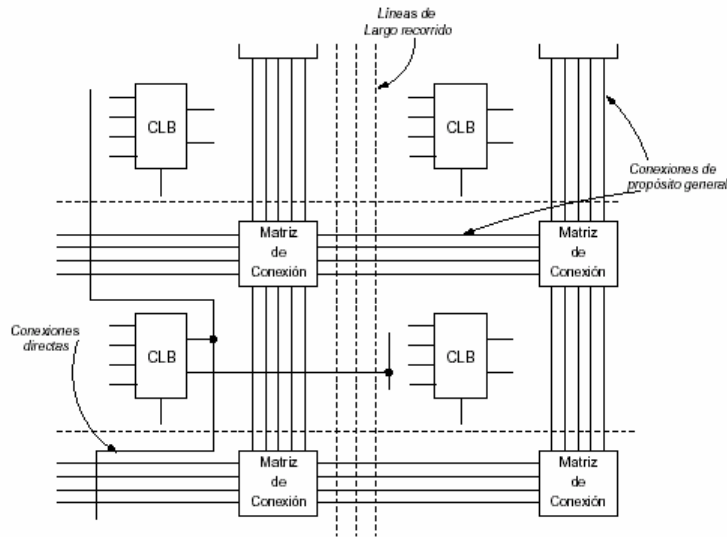 Líneas de
Largo recorrido
CLB
CLB
Conexiones de
propósito general
Matriz
de
Conexión
Matriz
de
Conexión
Conexiones
directas
CLB
CLB
Matriz
de
Conexión
Matriz
de
Conexión